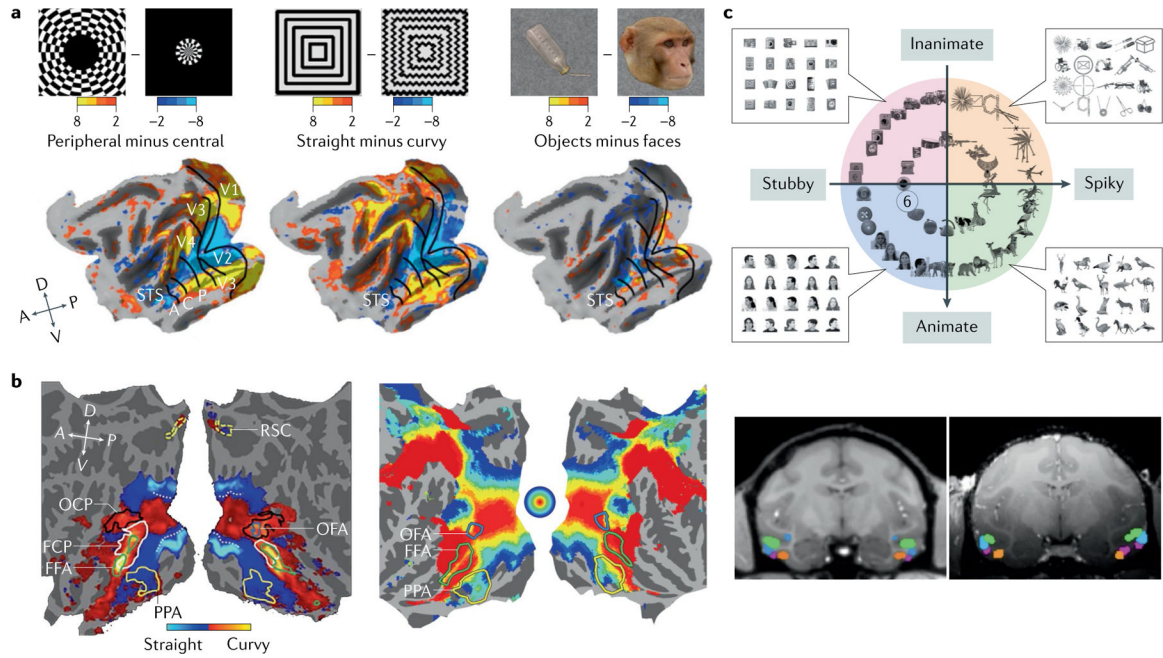 a
8 2
−2 −8
8 2
−2 −8
8 2
−2 −8
Peripheral minus central
Straight minus curvy
Objects minus faces
V1
V3
V4
V2
V3
STS
A C P
STS
STS
D
A P
V
c
Inanimate
Stubby
Spiky
6
Animate
b
D
A P
V
RSC
OCP
OFA
FCP
FFA
PPA
Straight Curvy
OFA
FFA
PPA